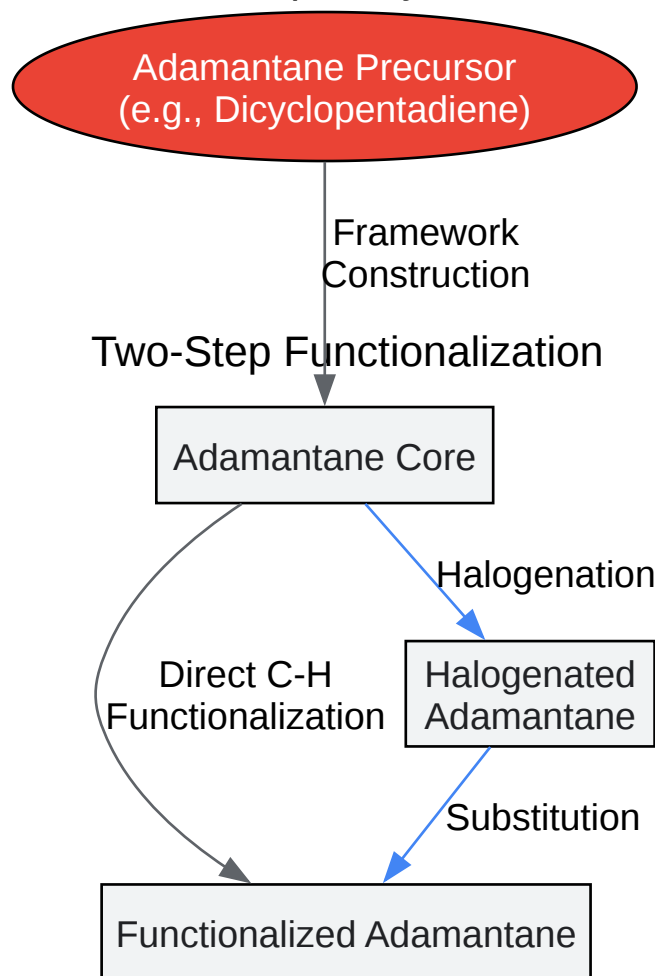 Adamantane Precursor
(e.g., Dicyclopentadiene)
Framework
Construction
Two-Step Functionalization
Adamantane Core
Halogenation
Direct C-H
Functionalization
Halogenated
Adamantane
Substitution
Functionalized Adamantane